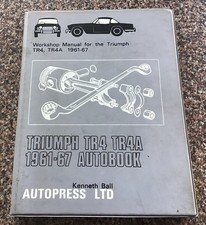 Workshop Manual for the Triumph
TR4, TR4A 1961-67
TRIUMPH TR4 TR4A
1961-67 AUTOBOOK
Kenneth Ball
AUTOPRESS LTD